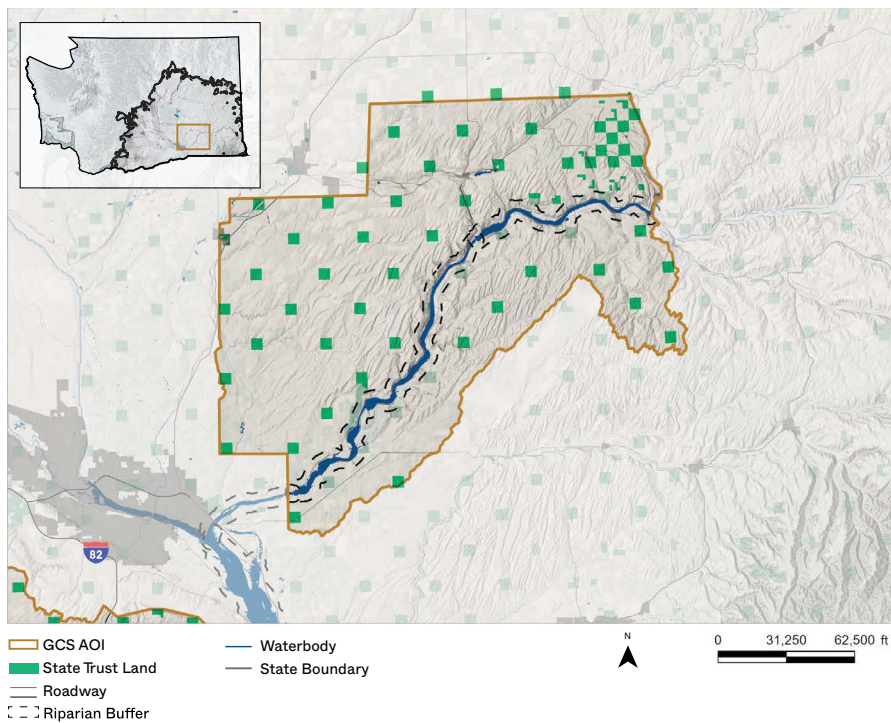 82
GCS AOI
State Trust Land
Roadway
Riparian Buffer
Waterbody
State Boundary
N
0 31,250 62,500 ft